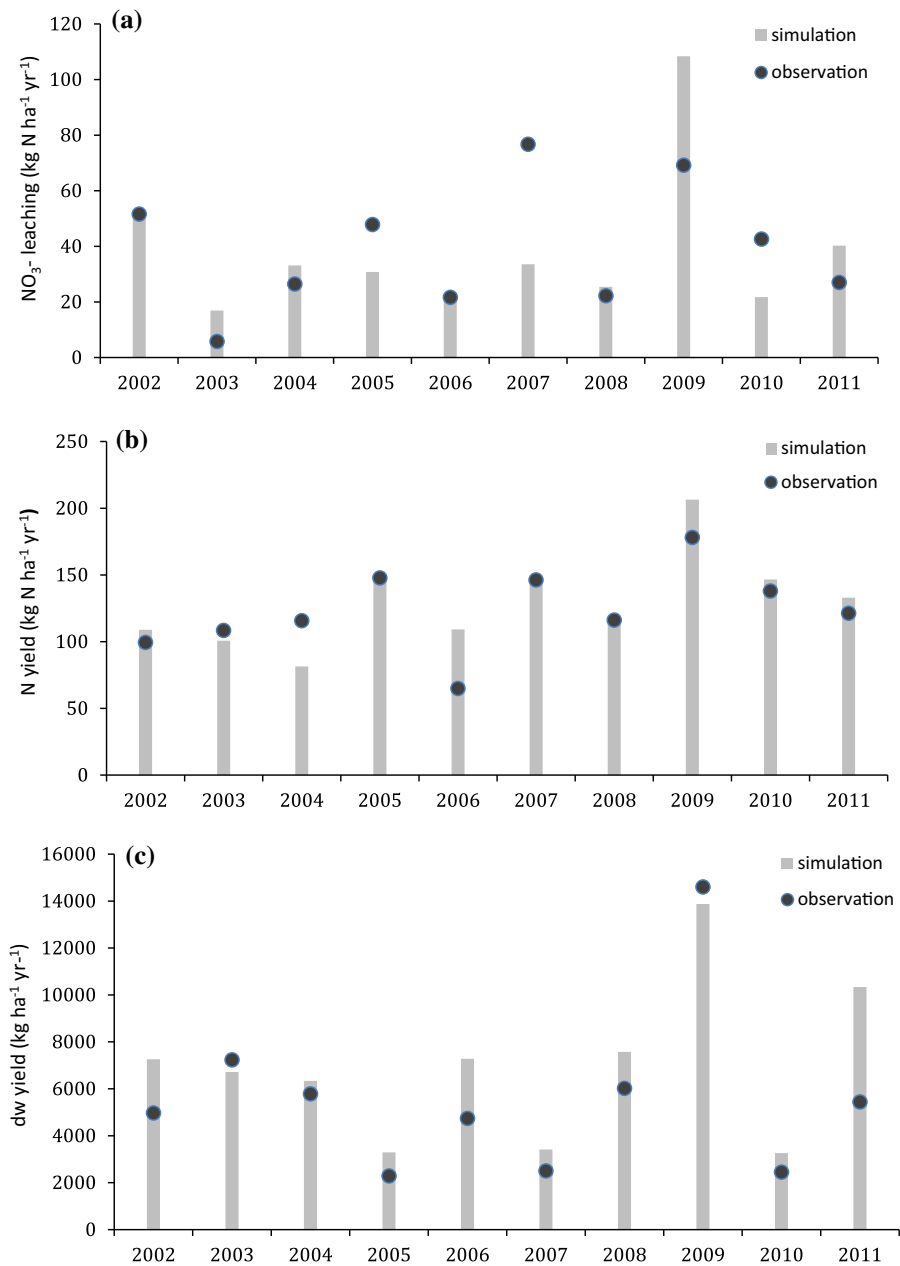 (a)
simulation
observation
NO₃- leaching (kg N ha⁻¹ yr⁻¹)
120
100
80
60
40
20
0
2002 2003 2004 2005 2006 2007 2008 2009 2010 2011
(b)
simulation
observation
N yield (kg N ha⁻¹ yr⁻¹)
250
200
150
100
50
0
2002 2003 2004 2005 2006 2007 2008 2009 2010 2011
(c)
simulation
observation
dw yield (kg ha⁻¹ yr-¹)
16000
14000
12000
10000
8000
6000
4000
2000
0
2002 2003 2004 2005 2006 2007 2008 2009 2010 2011